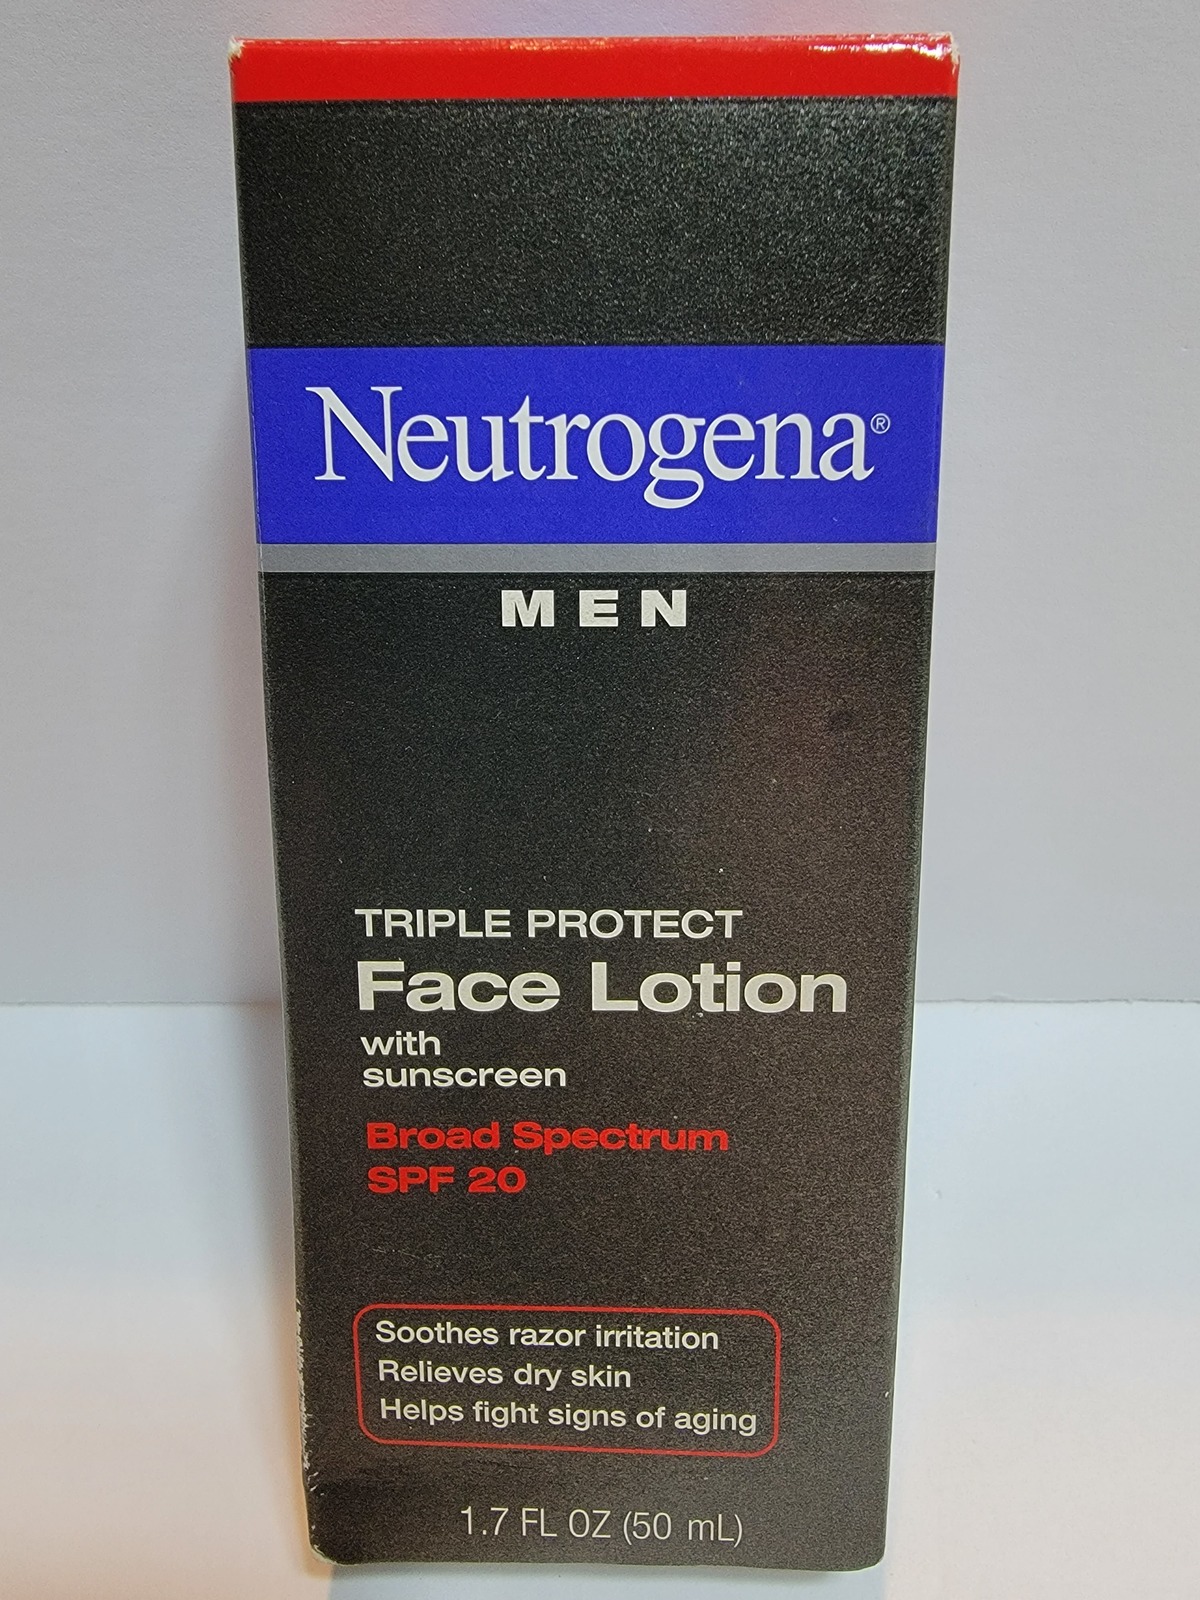 Neutrogena®
MEN
TRIPLE PROTECT
Face Lotion
with
sunscreen
Broad Spectrum
SPF 20
Soothes razor irritation
Relieves dry skin
Helps fight signs of aging
1.7 FL OZ (50 mL)